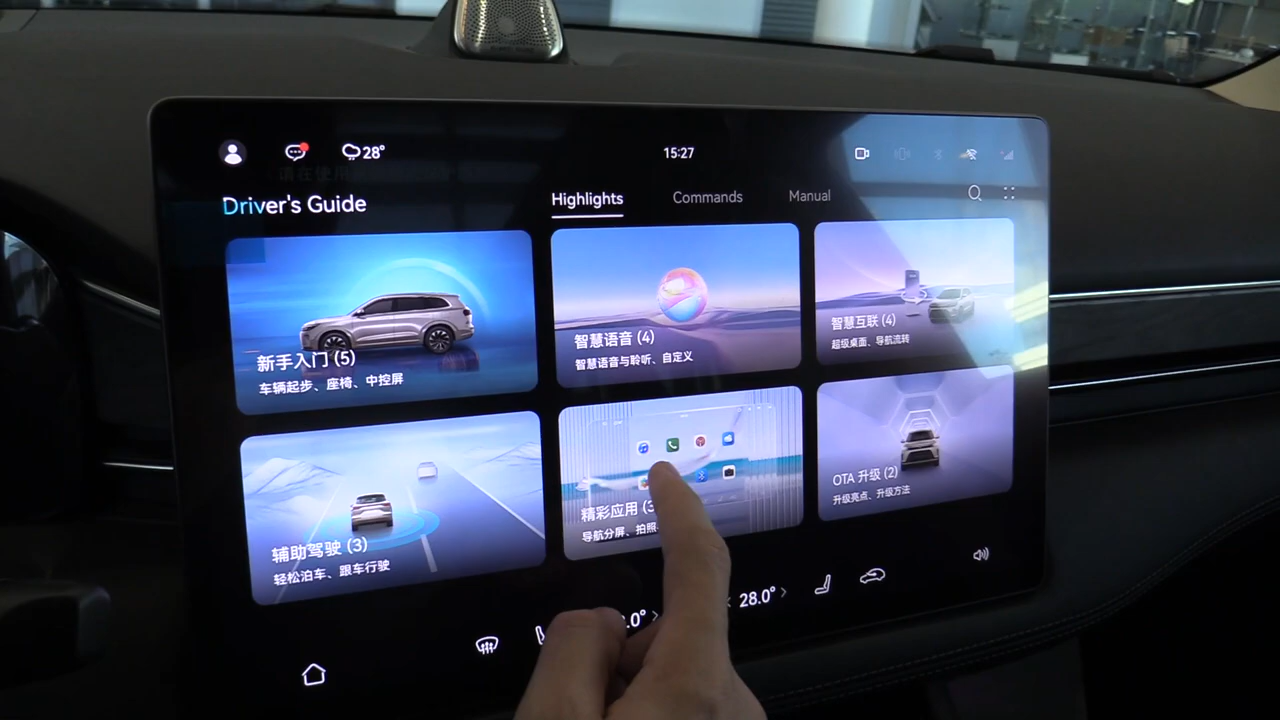 28°
15:27
Driver's Guide
Highlights
Commands
Manual
新手入门 (5)
车辆起步、座椅、中控屏
智慧语音 (4)
智慧语音与聆听、自定义
智慧互联 (4)
超级桌面、导航流转
辅助驾驶 (3)
轻松泊车、跟车行驶
精彩应用 (3
导航分屏、拍照
OTA 升级 (2)
升级亮点、升级方法
.0°
28.0°